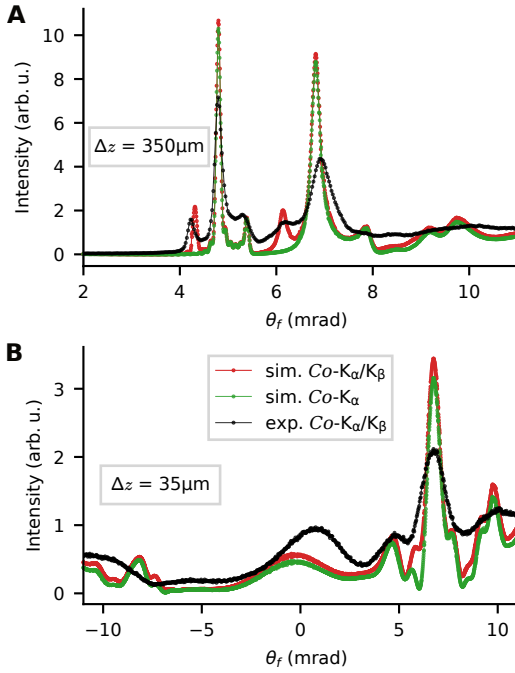 A
Intensity (arb. u.)
10
8
6
4
2
0
Δz = 350μm
2 4 6 8 10
θf (mrad)
B
Intensity (arb. u.)
3
2
1
0
sim. Co-Kα/Kβ
sim. Co-Kα
exp. Co-Kα/Kβ
Δz = 35μm
−10 −5 0 5 10
θf (mrad)